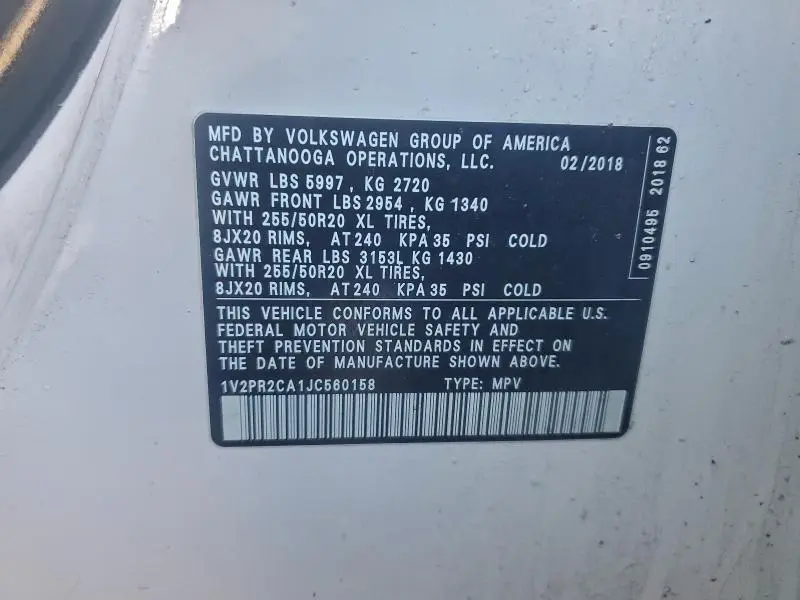 MFD BY VOLKSWAGEN GROUP OF AMERICA
CHATTANOOGA OPERATIONS, LLC. 02/2018
GVWR LBS 5997, KG 2720
GAWR FRONT LBS 2954, KG 1340
WITH 255/50R20 XL TIRES,
8JX20 RIMS, AT 240 KPA 35 PSI COLD
GAWR REAR LBS 3153L KG 1430
WITH 255/50R20 XL TIRES,
8JX20 RIMS, AT 240 KPA 35 PSI COLD
THIS VEHICLE CONFORMS TO ALL APPLICABLE U.S.
FEDERAL MOTOR VEHICLE SAFETY AND
THEFT PREVENTION STANDARDS IN EFFECT ON
THE DATE OF MANUFACTURE SHOWN ABOVE.
1V2PR2CA1JC560158 TYPE: MPV
0910495 2018 62